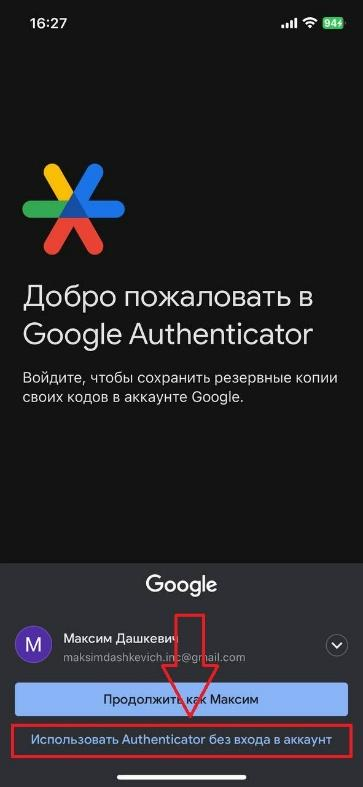 16:27
94
Добро пожаловать в
Google Authenticator
Войдите, чтобы сохранить резервные копии
своих кодов в аккаунте Google.
Google
M
Максим Дашкевич
maksimdashkevich.inc@gmail.com
Продолжить как Максим
Использовать Authenticator без входа в аккаунт